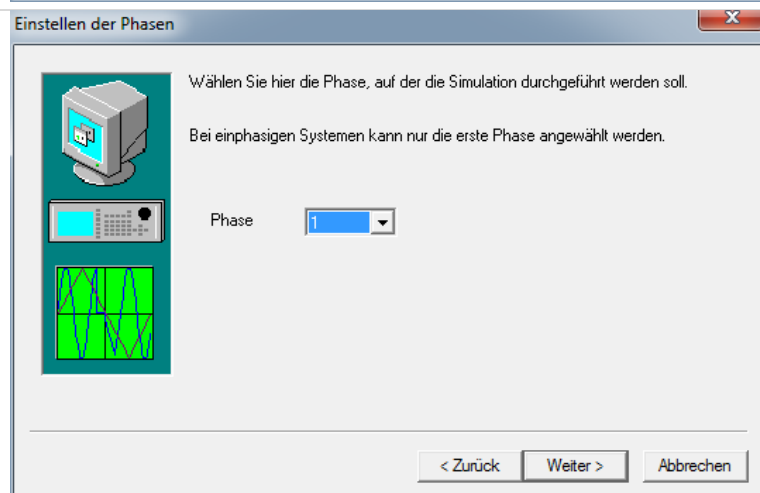 Einstellen der Phasen
Wählen Sie hier die Phase, auf der die Simulation durchgeführt werden soll.
Bei einphasigen Systemen kann nur die erste Phase angewählt werden.
Phase 1
< Zurück Weiter > Abbrechen